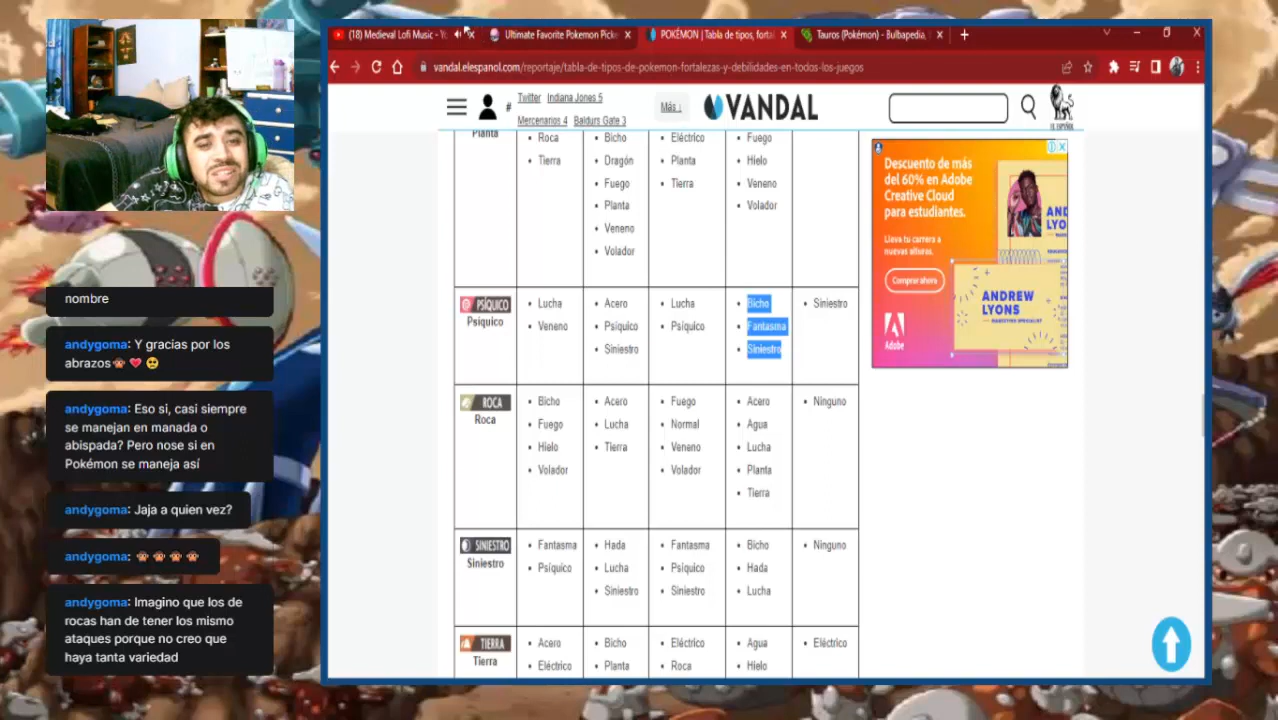 (18) Medieval Lofi Music - Yo
Ultimate Favorite Pokemon Picke
POKÉMON | Tabla de tipos, fortal
Tauros (Pokémon) - Bulbapedia,
vandal.elespanol.com/reportaje/tabla-de-tipos-de-pokemon-fortalezas-y-debilidades-en-todos-los-juegos
#
Twitter Indiana Jones 5
Mercenarios 4 Baldurs Gate 3
Más ↓
VANDAL
EL ESPAÑOL
Planta
Roca
Tierra
Bicho
Dragón
Fuego
Planta
Veneno
Volador
Eléctrico
Planta
Tierra
Fuego
Hielo
Veneno
Volador
PSÍQUICO
Psíquico
Lucha
Veneno
Acero
Psíquico
Siniestro
Lucha
Psíquico
Bicho
Fantasma
Siniestro
Siniestro
ROCA
Roca
Bicho
Fuego
Hielo
Volador
Acero
Lucha
Tierra
Fuego
Normal
Veneno
Volador
Acero
Agua
Lucha
Planta
Tierra
Ninguno
SINIESTRO
Siniestro
Fantasma
Psíquico
Hada
Lucha
Siniestro
Fantasma
Psíquico
Siniestro
Bicho
Hada
Lucha
Ninguno
TIERRA
Tierra
Acero
Eléctrico
Bicho
Planta
Eléctrico
Roca
Agua
Hielo
Eléctrico
Descuento de más
del 60% en Adobe
Creative Cloud
para estudiantes.
Lleva tu carrera a
nuevas alturas.
Comprar ahora
Adobe
AND
LYO
ANDREW
LYONS
MARKETING SPECIALIST
nombre
andygoma: Y gracias por los
abrazos🙊❤️🥺
andygoma: Eso si, casi siempre
se manejan en manada o
abispada? Pero nose si en
Pokémon se maneja así
andygoma: Jaja a quien vez?
andygoma: 🙊 🙊 🙊 🙊
andygoma: Imagino que los de
rocas han de tener los mismo
ataques porque no creo que
haya tanta variedad